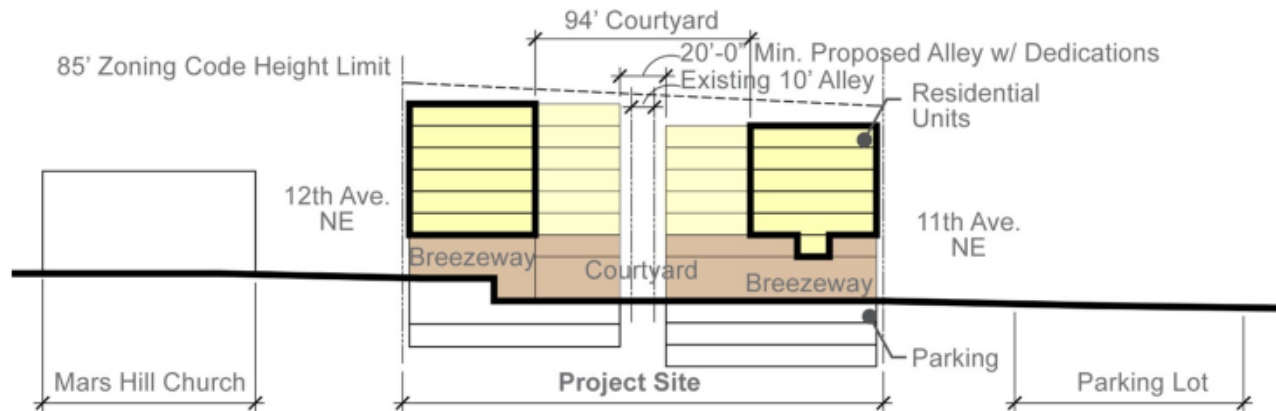 94’ Courtyard
20’-0” Min. Proposed Alley w/ Dedications
85’ Zoning Code Height Limit
Existing 10’ Alley
Residential
Units
12th Ave.
NE
11th Ave.
NE
Breezeway
Courtyard
Breezeway
Parking
Mars Hill Church
Project Site
Parking Lot